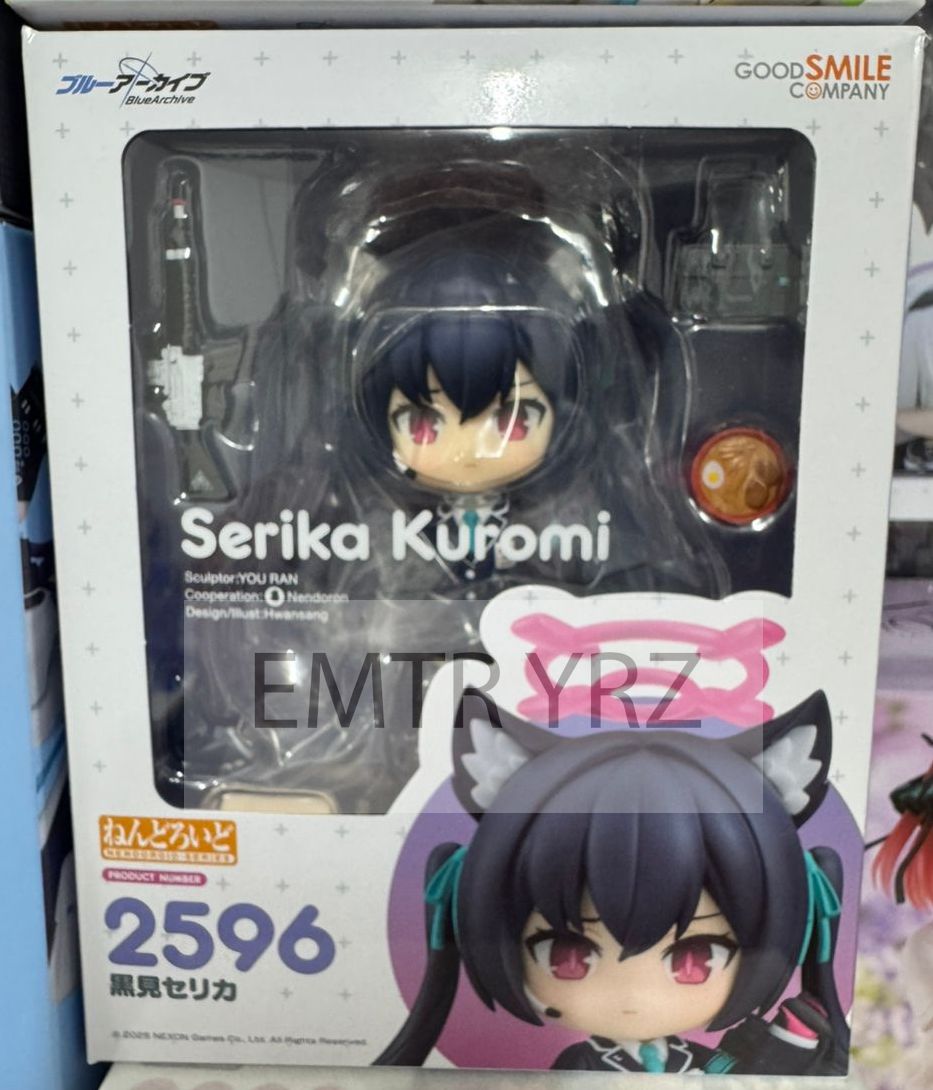 ブルーアーカイブ
BlueArchive
GOOD SMILE
COMPANY
Serika Kuromi
Sculptor:YOU RAN
Cooperation: Nendoron
Design/Illust:Hwansang
EMTRYRZ
ねんどろいど
NENDOROID SERIES
PRODUCT NUMBER
2596
黒見セリカ
© 2025 NEXON Games Co., Ltd. All Rights Reserved.